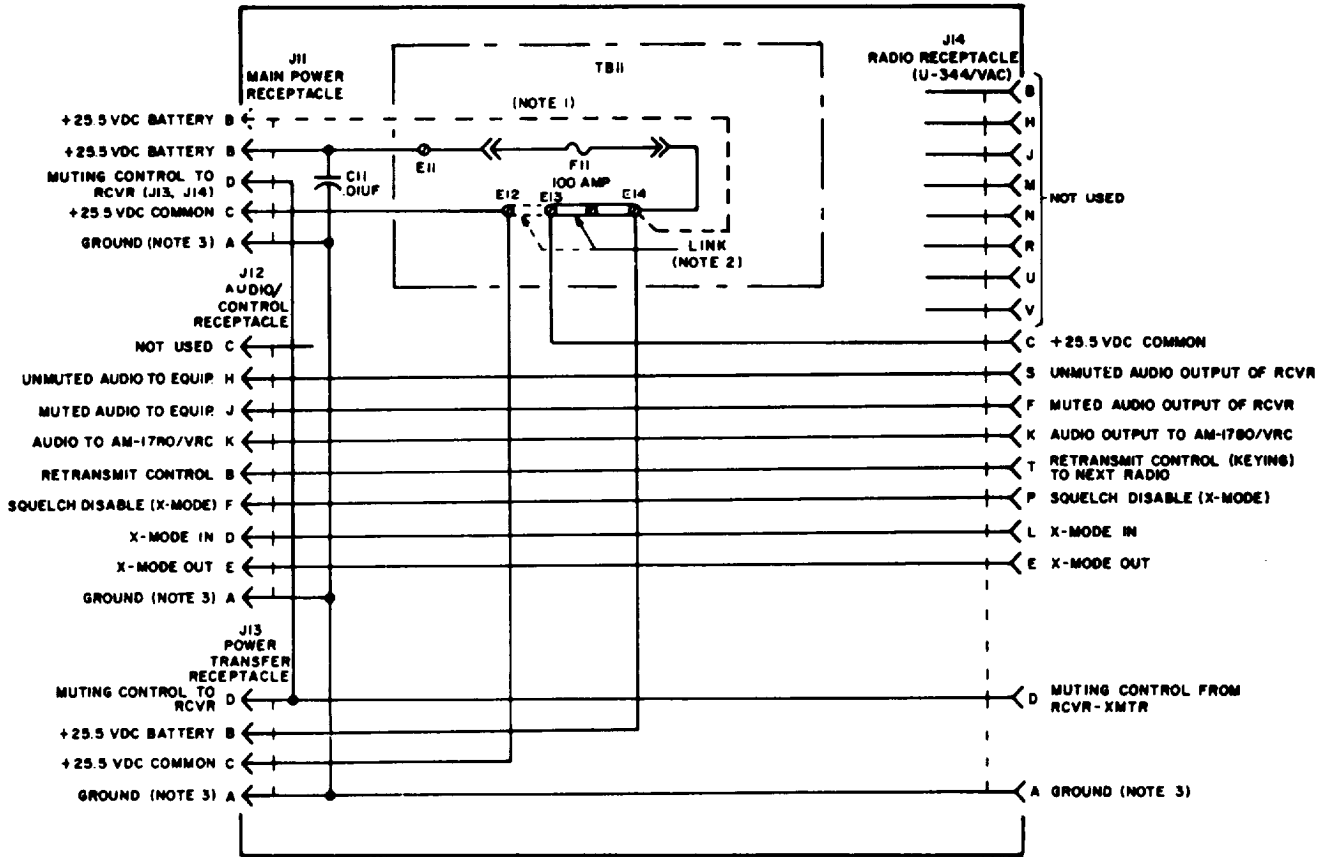 J11
MAIN POWER
RECEPTACLE
+25.5 VDC BATTERY B
+25.5 VDC BATTERY B
MUTING CONTROL TO
RCVR (J13, J14) D
+25.5 VDC COMMON C
GROUND (NOTE 3) A
C11
.01UF
TB11
(NOTE 1)
E11
F11
100 AMP
E12 E13 E14
LINK
(NOTE 2)
J12
AUDIO/
CONTROL
RECEPTACLE
NOT USED C
UNMUTED AUDIO TO EQUIP. H
MUTED AUDIO TO EQUIP. J
AUDIO TO AM-1780/VRC K
RETRANSMIT CONTROL B
SQUELCH DISABLE (X-MODE) F
X-MODE IN D
X-MODE OUT E
GROUND (NOTE 3) A
J13
POWER
TRANSFER
RECEPTACLE
MUTING CONTROL TO
RCVR D
+25.5 VDC BATTERY B
+25.5 VDC COMMON C
GROUND (NOTE 3) A
J14
RADIO RECEPTACLE
(U-344/VAC)
B
H
J
M
N
R
U
V
NOT USED
C +25.5 VDC COMMON
S UNMUTED AUDIO OUTPUT OF RCVR
F MUTED AUDIO OUTPUT OF RCVR
K AUDIO OUTPUT TO AM-1780/VRC
T RETRANSMIT CONTROL (KEYING)
TO NEXT RADIO
P SQUELCH DISABLE (X-MODE)
L X-MODE IN
E X-MODE OUT
D MUTING CONTROL FROM
RCVR-XMTR
A GROUND (NOTE 3)